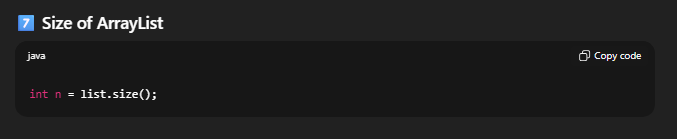 7 Size of ArrayList
java
Copy code
int n = list.size();